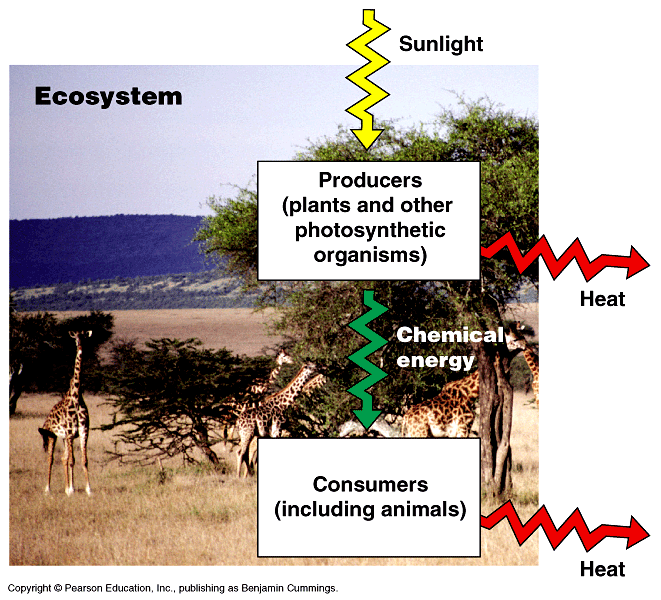 Sunlight
Ecosystem
Producers
(plants and other
photosynthetic
organisms)
Heat
Chemical
energy
Consumers
(including animals)
Heat
Copyright © Pearson Education, Inc., publishing as Benjamin Cummings.